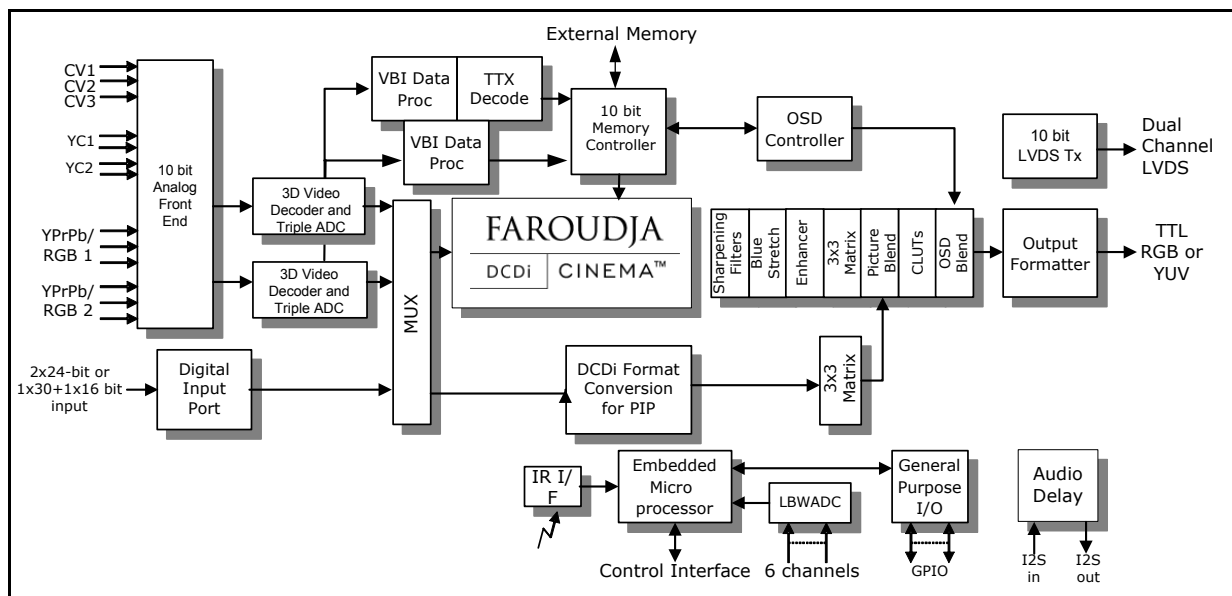 External Memory
CV1
CV2
CV3
YC1
YC2
YPrPb/
RGB 1
YPrPb/
RGB 2
10 bit
Analog
Front
End
VBI Data
Proc
TTX
Decode
VBI Data
Proc
10 bit
Memory
Controller
OSD
Controller
10 bit
LVDS Tx
Dual
Channel
LVDS
3D Video
Decoder and
Triple ADC
3D Video
Decoder and
Triple ADC
MUX
FAROUDJA
DCDi CINEMA™
Sharpening
Filters
Blue
Stretch
Enhancer
3x3
Matrix
Picture
Blend
CLUTs
OSD
Blend
Output
Formatter
TTL
RGB or
YUV
2x24-bit or
1x30+1x16 bit
input
Digital
Input
Port
DCDi Format
Conversion
for PIP
3x3
Matrix
IR I/
F
Embedded
Micro
processor
LBWADC
General
Purpose
I/O
Audio
Delay
Control Interface
6 channels
GPIO
I2S
in
I2S
out